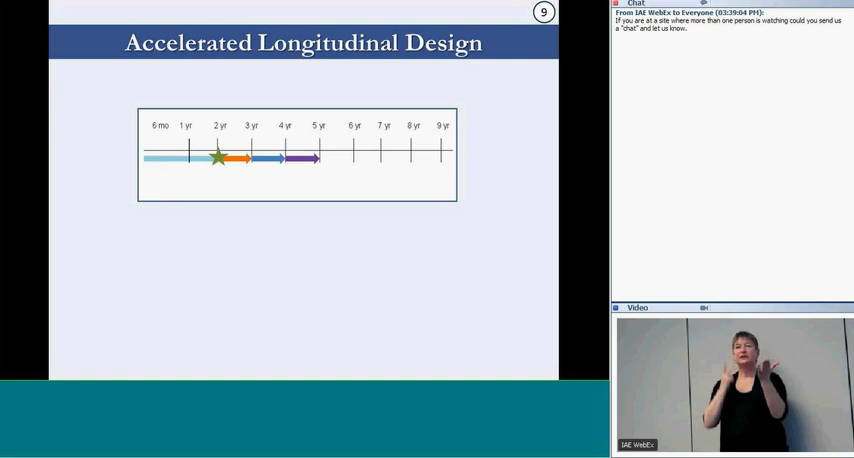 9
Accelerated Longitudinal Design
6 mo 1 yr 2 yr 3 yr 4 yr 5 yr 6 yr 7 yr 8 yr 9 yr
Chat
From IAE WebEx to Everyone (03:39:04 PM):
If you are at a site where more than one person is watching could you send us
a "chat" and let us know.
Video
IAE WebEx